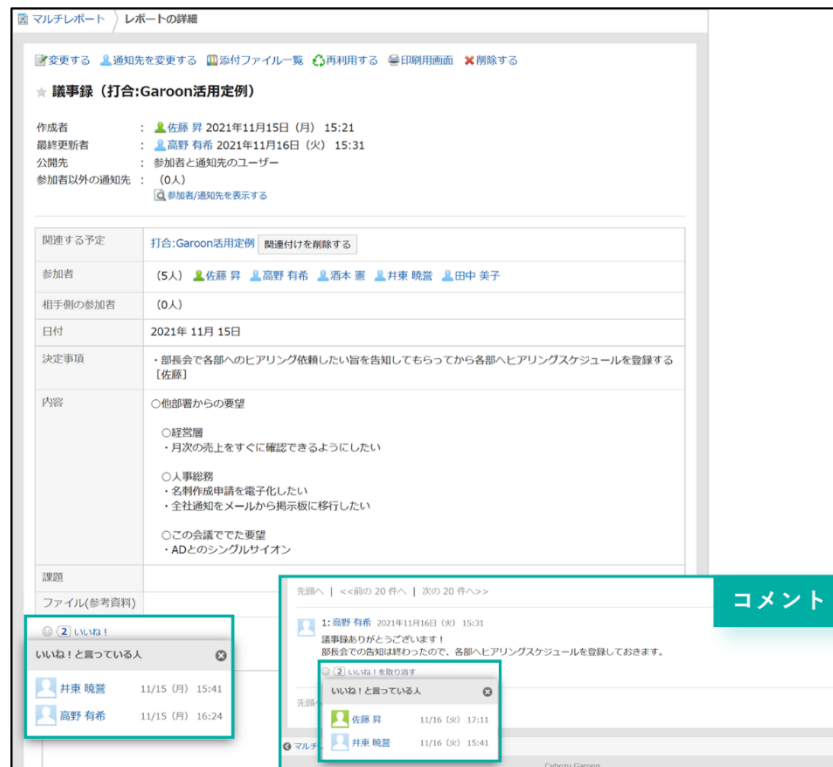 マルチレポート 〉 レポートの詳細
変更する 通知先を変更する 添付ファイル一覧 再利用する 印刷用画面 削除する
議事録（打合:Garoon活用定例）
作成者 : 佐藤 昇 2021年11月15日（月） 15:21
最終更新者 : 高野 有希 2021年11月16日（火） 15:31
公開先 : 参加者と通知先のユーザー
参加者以外の通知先 : （0人）
参加者/通知先を表示する
関連する予定 打合:Garoon活用定例 関連付けを削除する
参加者 （5人） 佐藤 昇 高野 有希 酒本 憲 井東 暁営 田中 美子
相手側の参加者 （0人）
日付 2021年 11月 15日
決定事項 ・部長会で各部へのヒアリング依頼したい旨を告知してもらってから各部へヒアリングスケジュールを登録する
［佐藤］
内容 ○他部署からの要望
○経営層
・月次の売上をすぐに確認できるようにしたい
○人事総務
・名刺作成申請を電子化したい
・全社通知をメールから掲示板に移行したい
○この会議ででた要望
・ADとのシングルサイオン
課題
ファイル(参考資料)
2 いいね！
いいね！と言っている人
井東 暁営 11/15（月） 15:41
高野 有希 11/15（月） 16:24
コメント
先頭へ | <<前の 20 件へ | 次の 20 件へ>>
1: 高野 有希 2021年11月16日（火） 15:31
議事録ありがとうございます！
部長会での告知は終わったので、各部へヒアリングスケジュールを登録しておきます。
2 いいね！を取り消す
いいね！と言っている人
佐藤 昇 11/16（火） 17:11
井東 暁営 11/16（火） 15:41
先頭へ
マルチレ
Cybozu Garoon